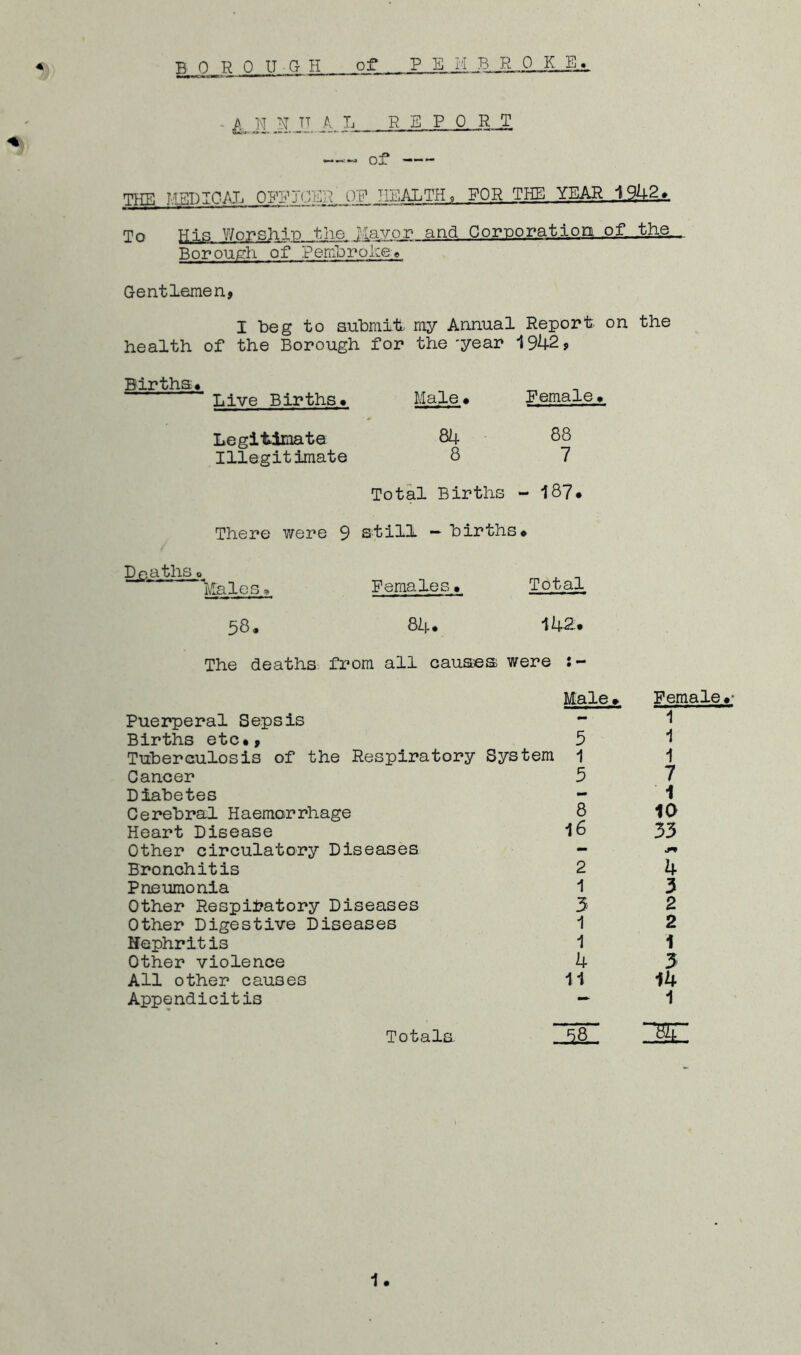 BOROUGH of PEMBROKE.
ANNUAL REPORT
---- of ---
THE MEDICAL OFFICER OF HEALTH, FOR THE YEAR 1942.
To His Worship the Mayor and Corporation of the
Borough of Pembroke.
Gentlemen,
I beg to submit my Annual Report on the
health of the Borough for the year 1942,
Births.
Live Births. Male. Female.
Legitimate 84 88
Illegitimate 8 7
Total Births - 187.
There were 9 still - births.
Deaths.
Males. Females. Total
58. 84. 142.
The deaths from all causes were :-
Male. Female.
Puerperal Sepsis - 1
Births etc., 5 1
Tuberculosis of the Respiratory System 1 1
Cancer 5 7
Diabetes - 1
Cerebral Haemorrhage 8 10
Heart Disease 16 33
Other circulatory Diseases - -
Bronchitis 2 4
Pneumonia 1 3
Other Respiratory Diseases 3 2
Other Digestive Diseases 1 2
Nephritis 1 1
Other violence 4 3
All other causes 11 14
Appendicitis - 1
Totals. 58 84
1.